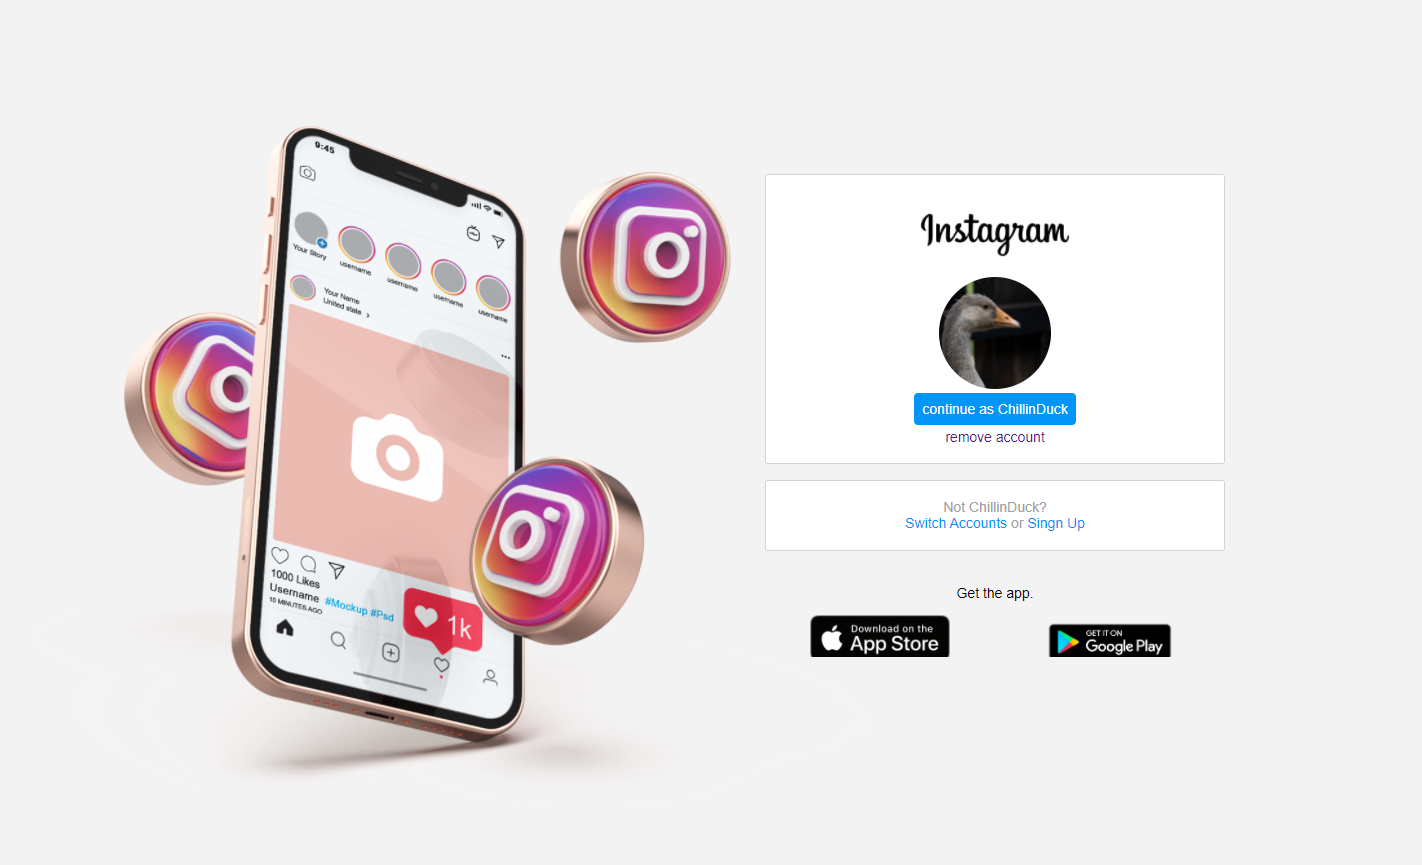 9:45
Your Story
username
username
username
username
Your Name
United state >
1000 Likes
Username #Mockup #Psd
10 MINUTES AGO
1k
Instagram
continue as ChillinDuck
remove account
Not ChillinDuck?
Switch Accounts or Singn Up
Get the app.
Download on the
App Store
GET IT ON
Google Play